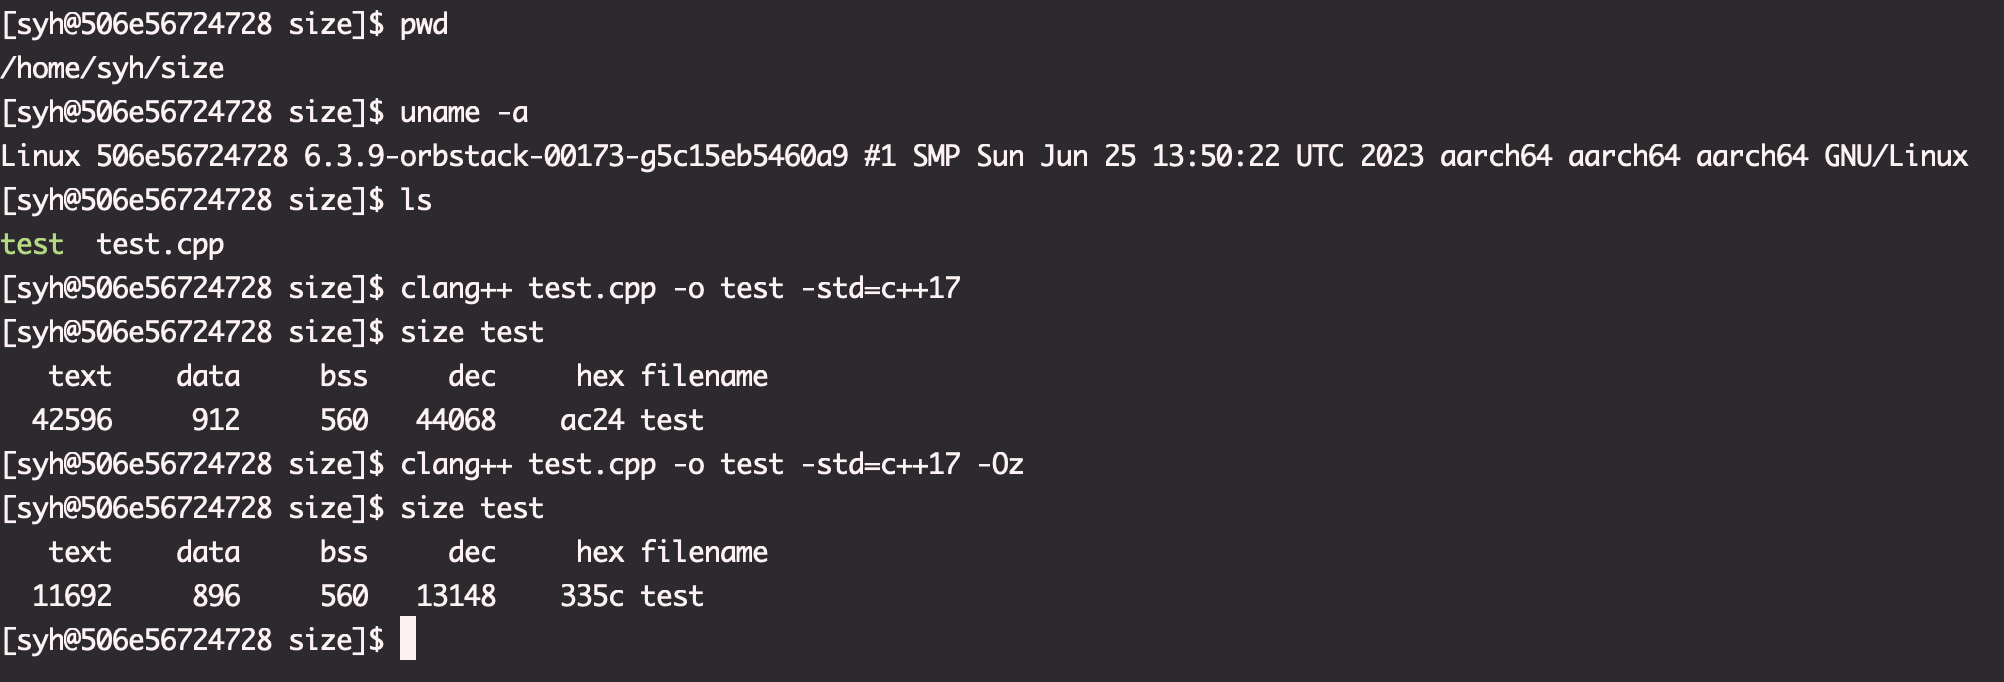 [syh@506e56724728 size]$ pwd
/home/syh/size
[syh@506e56724728 size]$ uname -a
Linux 506e56724728 6.3.9-orbstack-00173-g5c15eb5460a9 #1 SMP Sun Jun 25 13:50:22 UTC 2023 aarch64 aarch64 aarch64 GNU/Linux
[syh@506e56724728 size]$ ls
test  test.cpp
[syh@506e56724728 size]$ clang++ test.cpp -o test -std=c++17
[syh@506e56724728 size]$ size test
   text    data     bss     dec     hex filename
  42596     912     560   44068    ac24 test
[syh@506e56724728 size]$ clang++ test.cpp -o test -std=c++17 -Oz
[syh@506e56724728 size]$ size test
   text    data     bss     dec     hex filename
  11692     896     560   13148    335c test
[syh@506e56724728 size]$